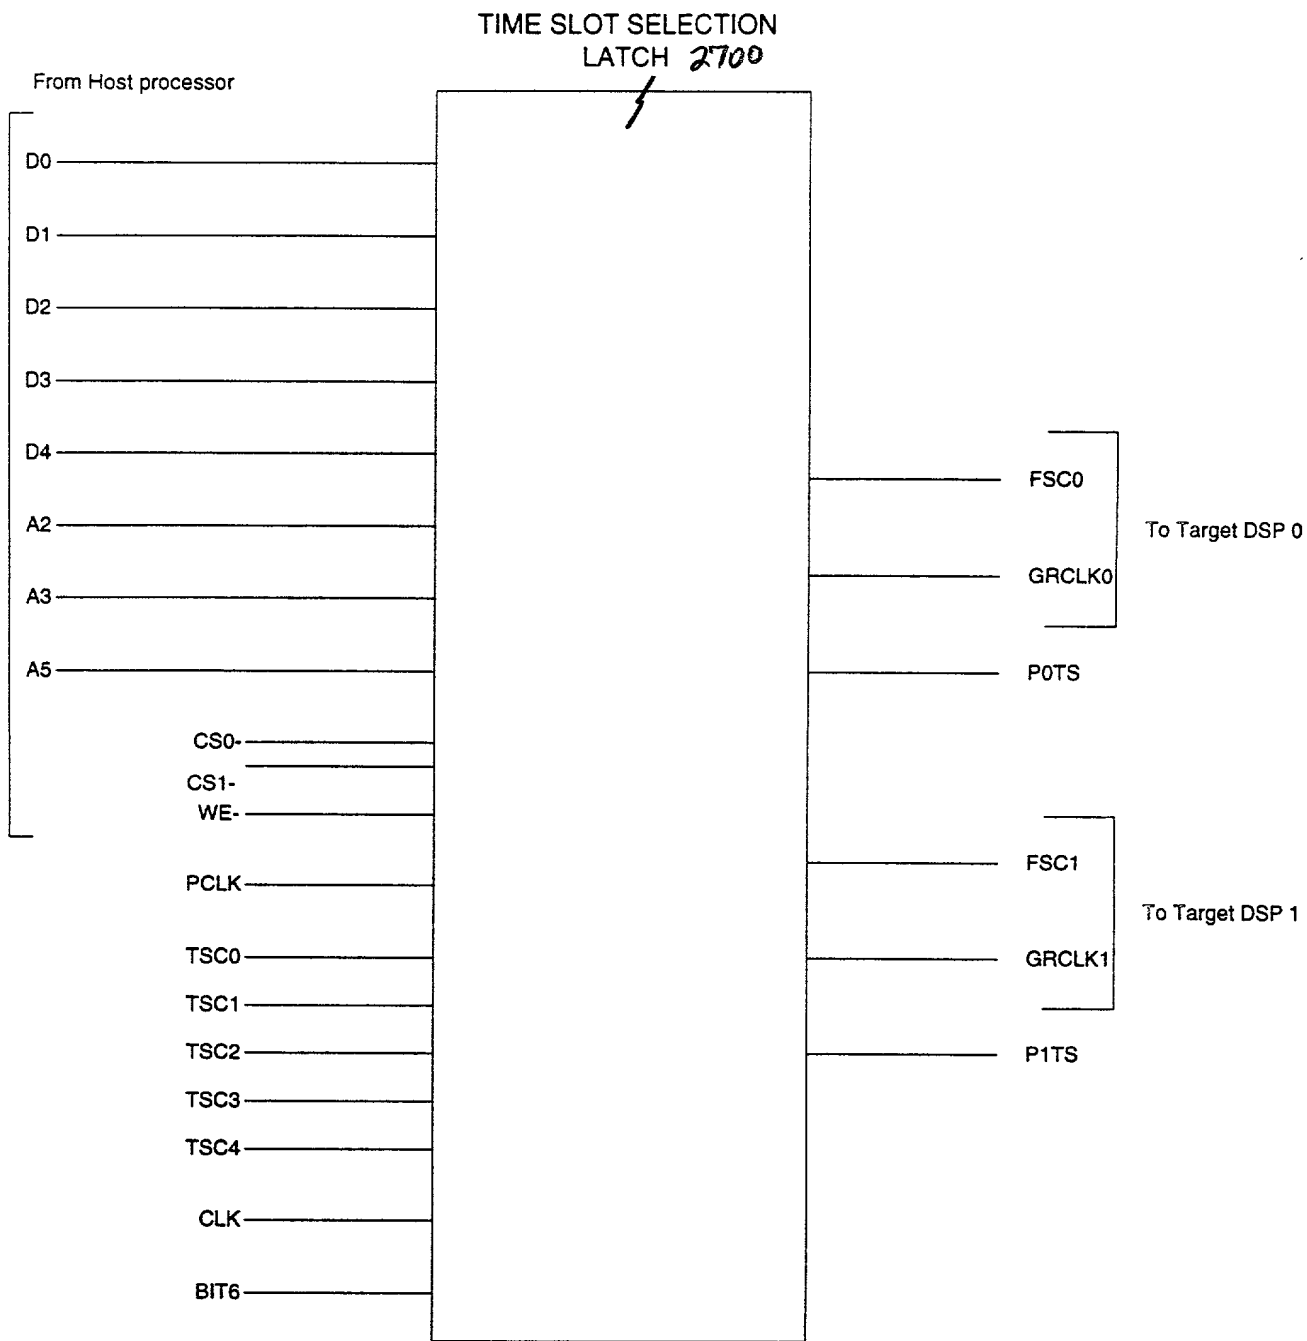 TIME SLOT SELECTION
LATCH 2700
From Host processor
D0
D1
D2
D3
D4
A2
A3
A5
CS0-
CS1-
WE-
PCLK
TSC0
TSC1
TSC2
TSC3
TSC4
CLK
BIT6
FSC0
GRCLK0
To Target DSP 0
P0TS
FSC1
GRCLK1
To Target DSP 1
P1TS